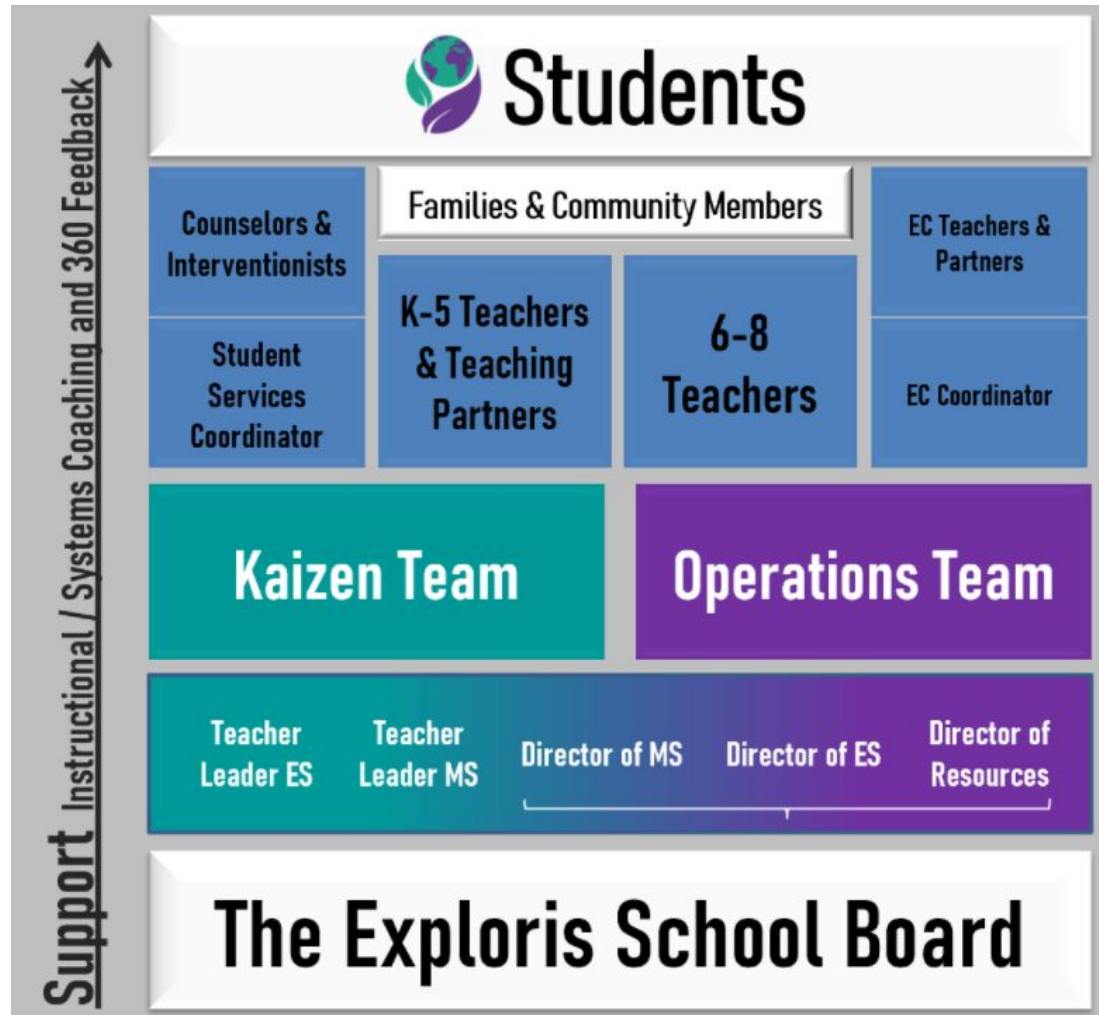 Students
Families & Community Members
Counselors &
Interventionists
EC Teachers &
Partners
K-5 Teachers
& Teaching
Partners
6-8
Teachers
Student
Services
Coordinator
EC Coordinator
Kaizen Team
Operations Team
Teacher
Leader ES
Teacher
Leader MS
Director of MS
Director of ES
Director of
Resources
The Exploris School Board
Support Instructional / Systems Coaching and 360 Feedback